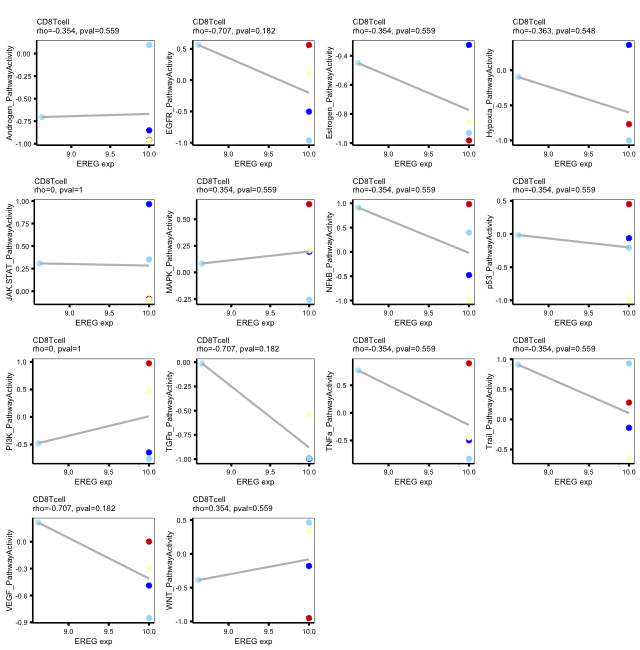 CD8Tcell
rho=-0.354, pval=0.559
Androgen_PathwayActivity
0.00
-0.25
-0.50
-0.75
-1.00
9.0
9.5
10.0
EREG exp
CD8Tcell
rho=-0.707, pval=0.182
EGFR_PathwayActivity
0.5
0.0
-0.5
-1.0
9.0
9.5
10.0
EREG exp
CD8Tcell
rho=-0.354, pval=0.559
Estrogen_PathwayActivity
-0.4
-0.6
-0.8
-1.0
9.0
9.5
10.0
EREG exp
CD8Tcell
rho=-0.363, pval=0.548
Hypoxia_PathwayActivity
0.0
-0.5
-1.0
9.0
9.5
10.0
EREG exp
CD8Tcell
rho=0, pval=1
JAK.STAT_PathwayActivity
1.00
0.75
0.50
0.25
0.00
9.0
9.5
10.0
EREG exp
CD8Tcell
rho=0.354, pval=0.559
MAPK_PathwayActivity
0.50
0.25
0.00
-0.25
9.0
9.5
10.0
EREG exp
CD8Tcell
rho=-0.354, pval=0.559
NFkB_PathwayActivity
1.0
0.5
0.0
-0.5
-1.0
9.0
9.5
10.0
EREG exp
CD8Tcell
rho=-0.354, pval=0.559
p53_PathwayActivity
0.5
0.0
-0.5
-1.0
9.0
9.5
10.0
EREG exp
CD8Tcell
rho=0, pval=1
PI3K_PathwayActivity
1.0
0.5
0.0
-0.5
9.0
9.5
10.0
EREG exp
CD8Tcell
rho=-0.707, pval=0.182
TGFb_PathwayActivity
0.00
-0.25
-0.50
-0.75
-1.00
9.0
9.5
10.0
EREG exp
CD8Tcell
rho=-0.354, pval=0.559
TNFa_PathwayActivity
0.5
0.0
-0.5
9.0
9.5
10.0
EREG exp
CD8Tcell
rho=-0.354, pval=0.559
Trail_PathwayActivity
0.5
0.0
-0.5
9.0
9.5
10.0
EREG exp
CD8Tcell
rho=-0.707, pval=0.182
VEGF_PathwayActivity
0.0
-0.3
-0.6
-0.9
9.0
9.5
10.0
EREG exp
CD8Tcell
rho=0.354, pval=0.559
WNT_PathwayActivity
0.5
0.0
-0.5
-1.0
9.0
9.5
10.0
EREG exp